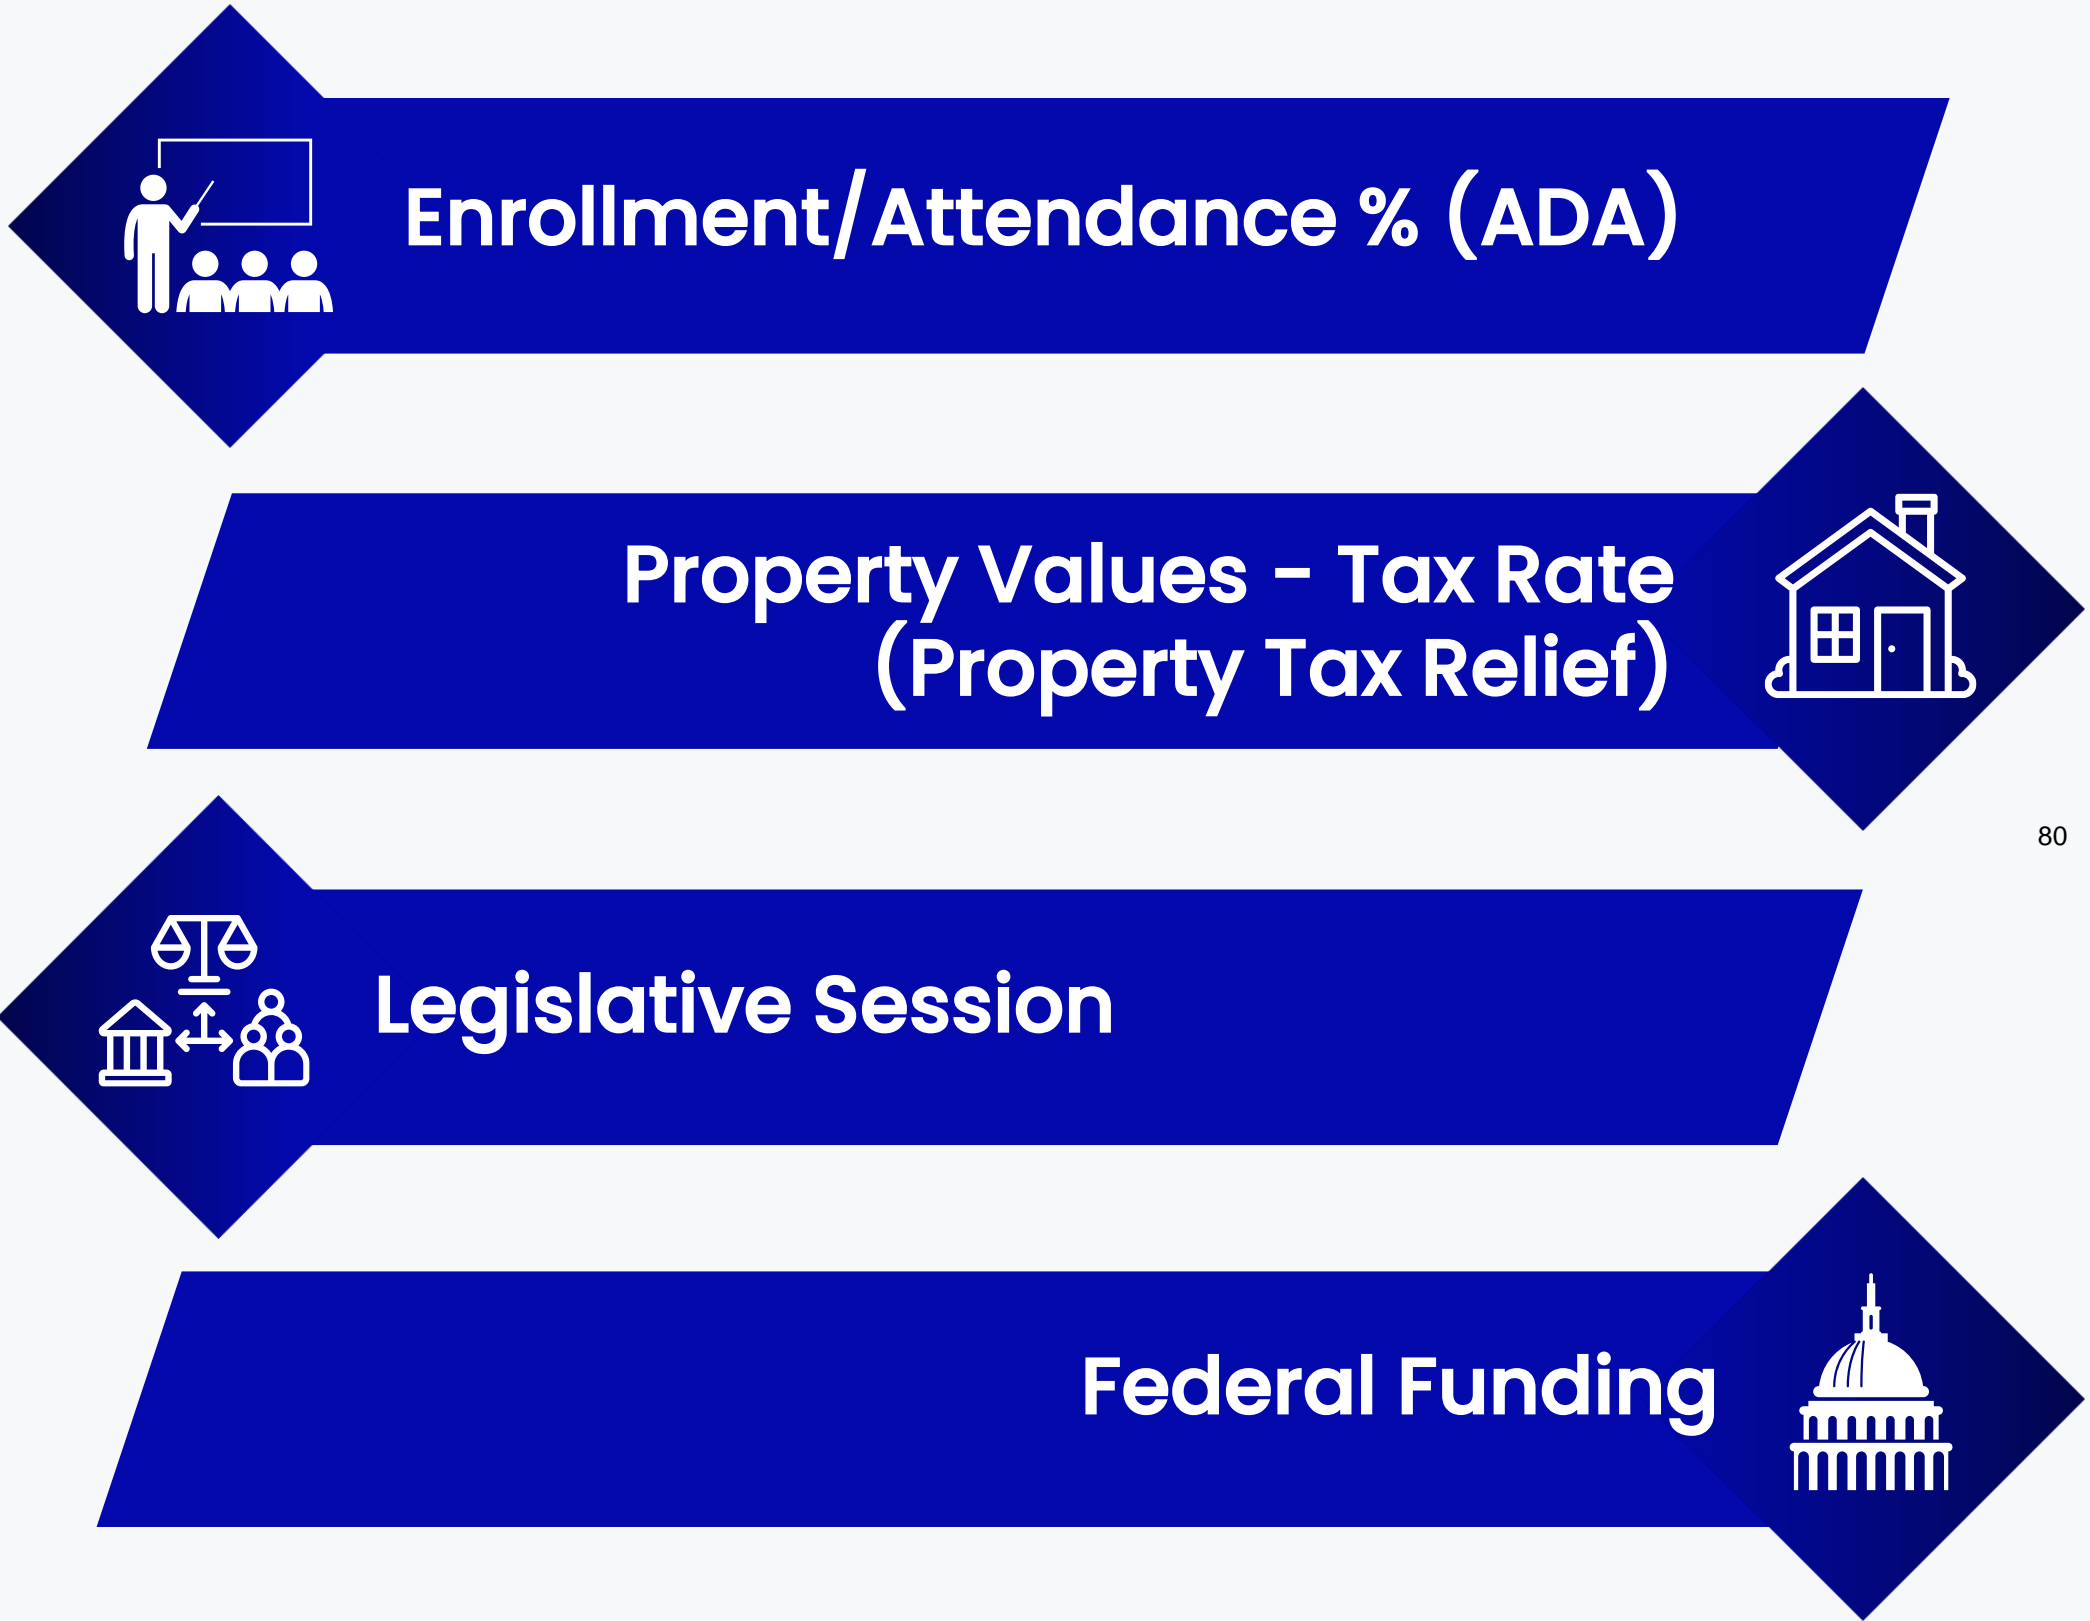 Enrollment/Attendance % (ADA)
Property Values - Tax Rate
(Property Tax Relief)
80
Legislative Session
Federal Funding